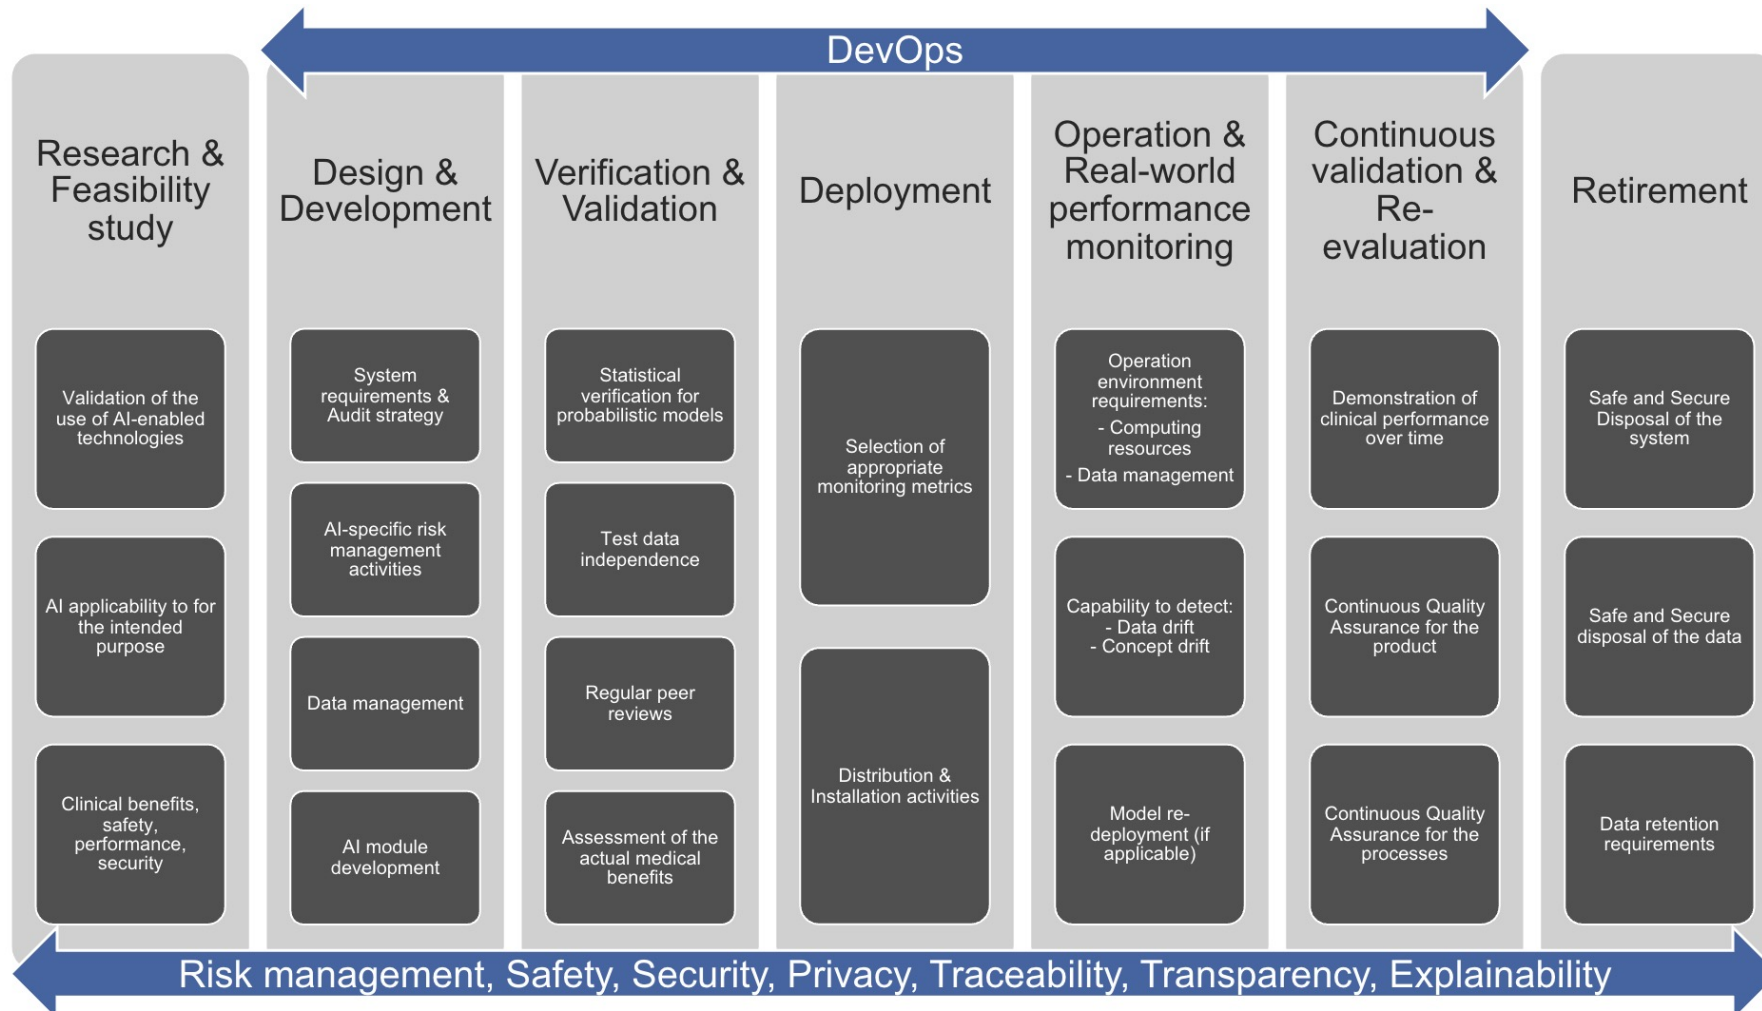 DevOps
Research &
Feasibility
study
Validation of the
use of AI-enabled
technologies
AI applicability to for
the intended
purpose
Clinical benefits,
safety,
performance,
security
Design &
Development
System
requirements &
Audit strategy
AI-specific risk
management
activities
Data management
AI module
development
Verification &
Validation
Statistical
verification for
probabilistic models
Test data
independence
Regular peer
reviews
Assessment of the
actual medical
benefits
Deployment
Selection of
appropriate
monitoring metrics
Distribution &
Installation activities
Operation &
Real-world
performance
monitoring
Operation
environment
requirements:
- Computing
resources
- Data management
Capability to detect:
- Data drift
- Concept drift
Model re-
deployment (if
applicable)
Continuous
validation &
Re-
evaluation
Demonstration of
clinical performance
over time
Continuous Quality
Assurance for the
product
Continuous Quality
Assurance for the
processes
Retirement
Safe and Secure
Disposal of the
system
Safe and Secure
disposal of the data
Data retention
requirements
Risk management, Safety, Security, Privacy, Traceability, Transparency, Explainability